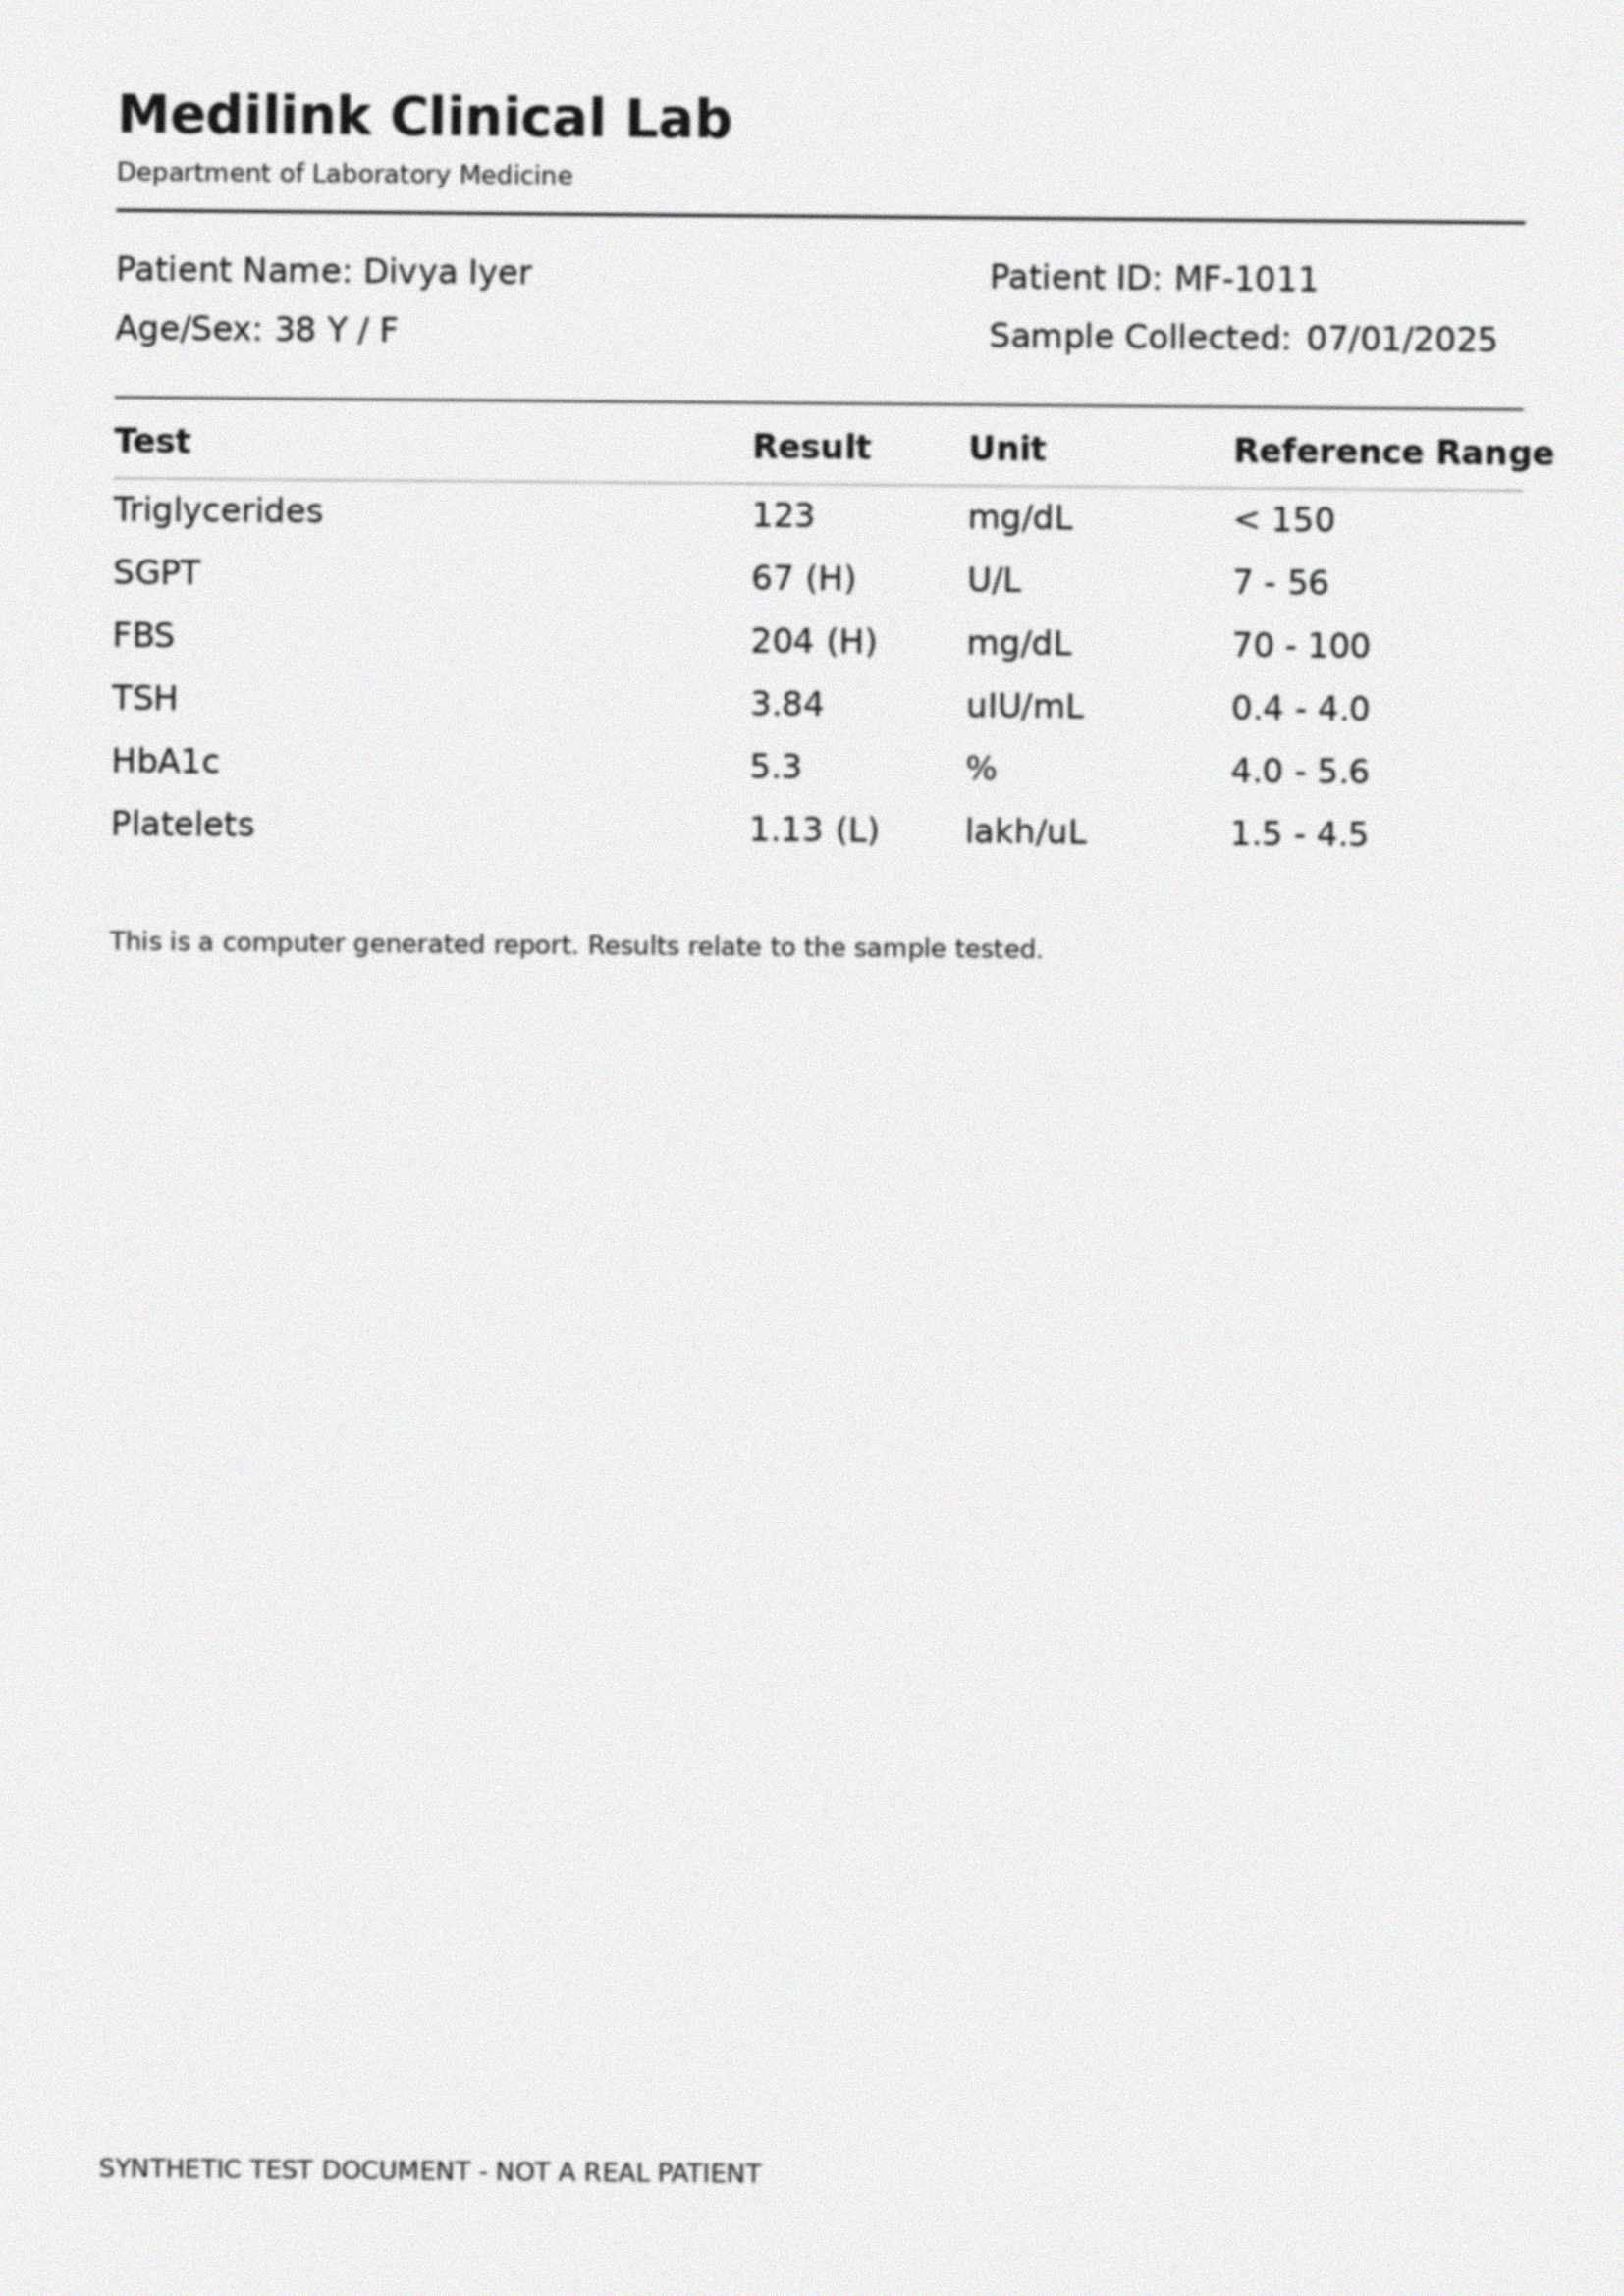 Medilink Clinical Lab
Department of Laboratory Medicine
Patient Name: Divya Iyer Patient ID: MF-1011
Age/Sex: 38 Y / F Sample Collected: 07/01/2025
Test Result Unit Reference Range
Triglycerides 123 mg/dL < 150
SGPT 67 (H) U/L 7 - 56
FBS 204 (H) mg/dL 70 - 100
TSH 3.84 uIU/mL 0.4 - 4.0
HbA1c 5.3 % 4.0 - 5.6
Platelets 1.13 (L) lakh/uL 1.5 - 4.5
This is a computer generated report. Results relate to the sample tested.
SYNTHETIC TEST DOCUMENT - NOT A REAL PATIENT